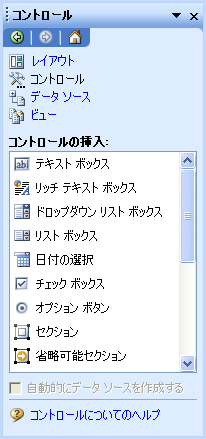 コントロール
レイアウト
コントロール
データ ソース
ビュー
コントロールの挿入:
テキスト ボックス
リッチ テキスト ボックス
ドロップダウン リスト ボックス
リスト ボックス
日付の選択
チェック ボックス
オプション ボタン
セクション
省略可能セクション
自動的にデータ ソースを作成する
コントロールについてのヘルプ